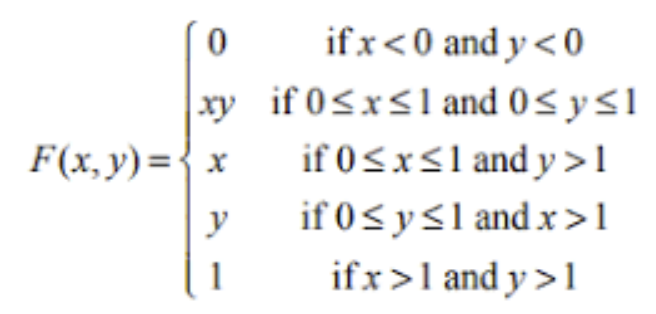 0 if x < 0 and y < 0
xy if 0 ≤ x ≤ 1 and 0 ≤ y ≤ 1
F(x, y) = { x if 0 ≤ x ≤ 1 and y > 1
y if 0 ≤ y ≤ 1 and x > 1
1 if x > 1 and y > 1